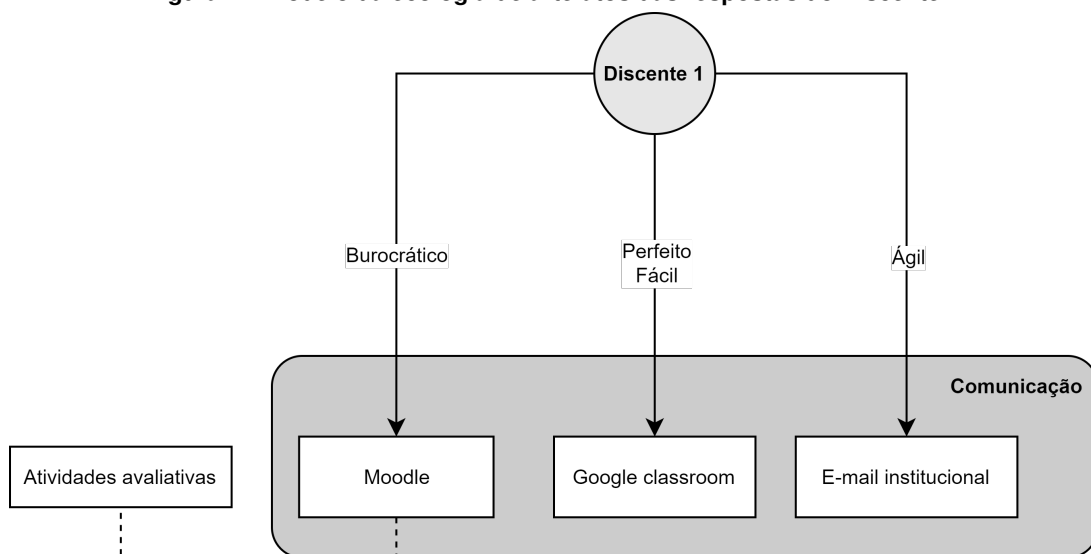 Discente 1
Burocrático
Perfeito
Fácil
Ágil
Comunicação
Atividades avaliativas
Moodle
Google classroom
E-mail institucional